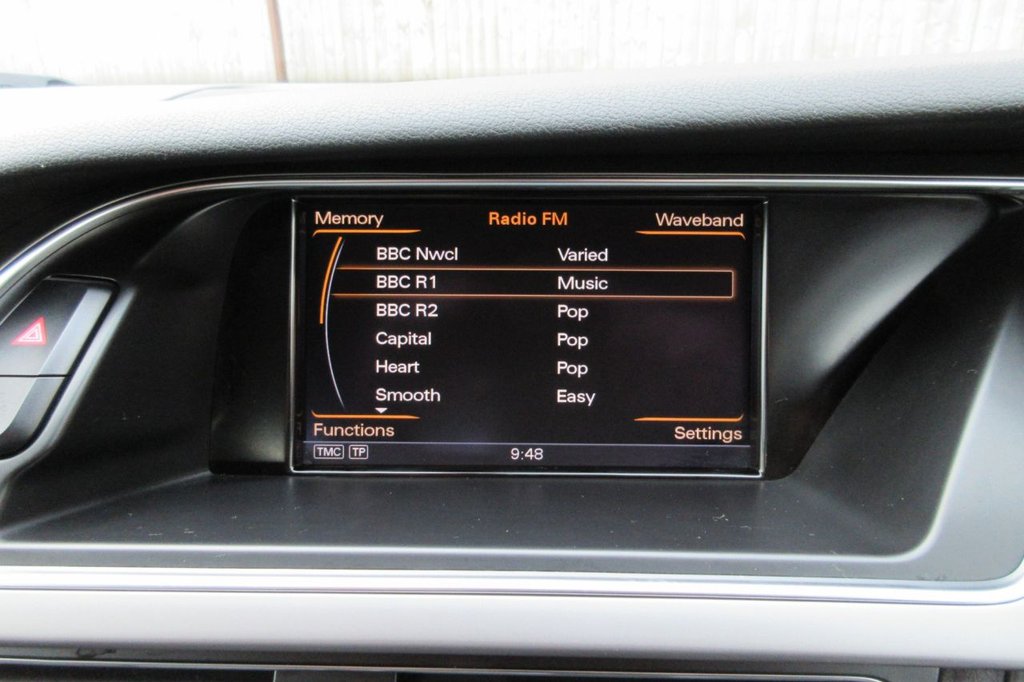 Memory Radio FM Waveband
BBC Nwcl Varied
BBC R1 Music
BBC R2 Pop
Capital Pop
Heart Pop
Smooth Easy
Functions Settings
TMC TP 9:48